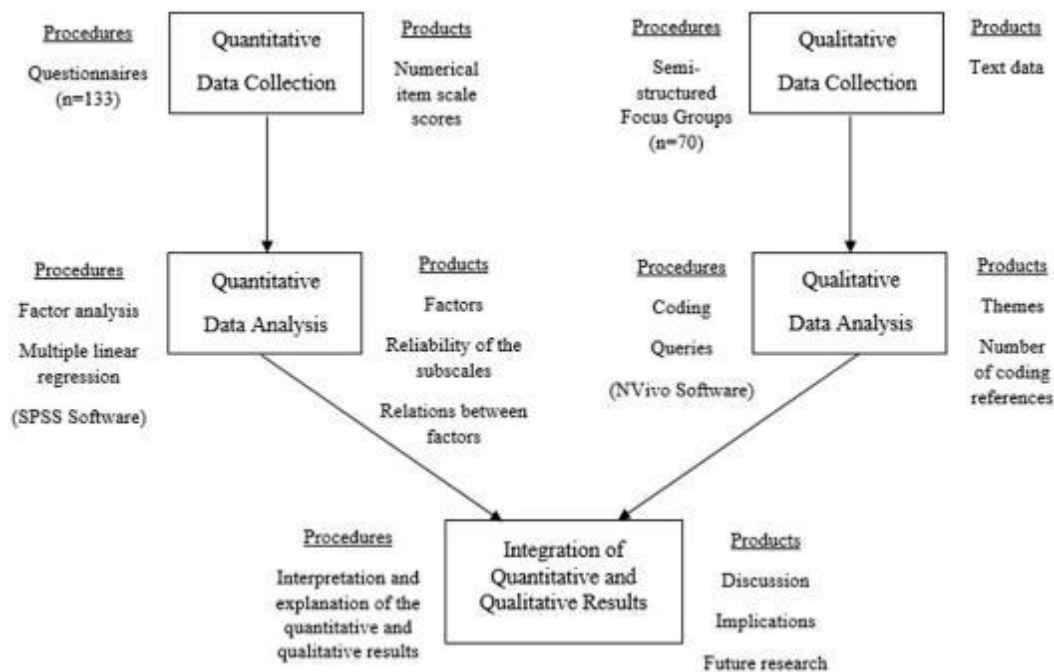 Procedures
Questionnaires
(n=133)
Quantitative
Data Collection
Products
Numerical
item scale
scores
Procedures
Semi-
structured
Focus Groups
(n=70)
Qualitative
Data Collection
Products
Text data
Procedures
Factor analysis
Multiple linear
regression
(SPSS Software)
Quantitative
Data Analysis
Products
Factors
Reliability of the
subscales
Relations between
factors
Procedures
Coding
Queries
(NVivo Software)
Qualitative
Data Analysis
Products
Themes
Number
of coding
references
Procedures
Interpretation and
explanation of the
quantitative and
qualitative results
Integration of
Quantitative and
Qualitative Results
Products
Discussion
Implications
Future research